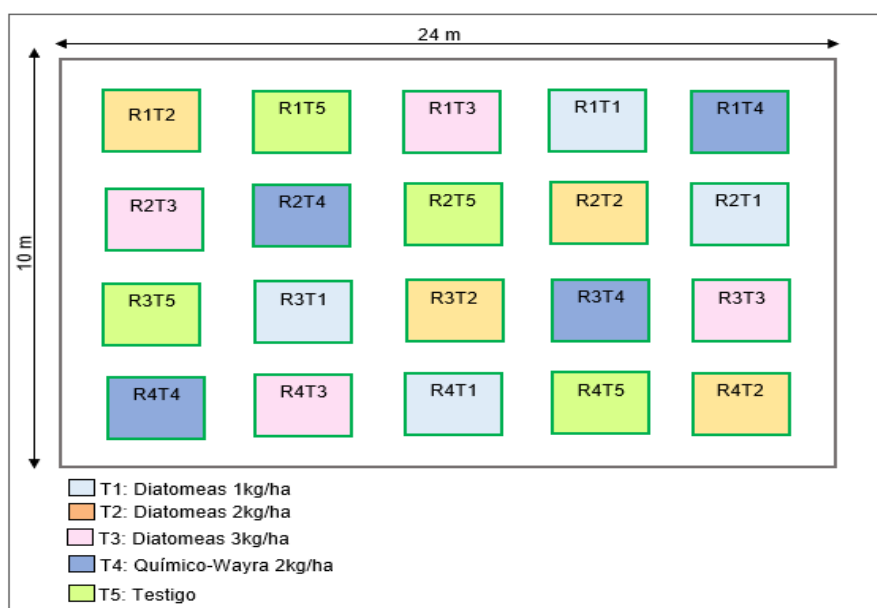 24 m
10 m
R1T2 R1T5 R1T3 R1T1 R1T4
R2T3 R2T4 R2T5 R2T2 R2T1
R3T5 R3T1 R3T2 R3T4 R3T3
R4T4 R4T3 R4T1 R4T5 R4T2
T1: Diatomeas 1kg/ha
T2: Diatomeas 2kg/ha
T3: Diatomeas 3kg/ha
T4: Químico-Wayra 2kg/ha
T5: Testigo